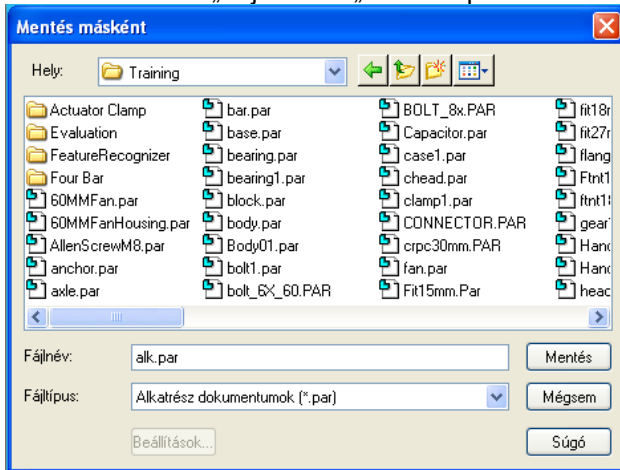 Mentés másként
Hely: Training
Actuator Clamp bar.par BOLT_8x.PAR
Evaluation base.par Capacitor.par
FeatureRecognizer bearing.par case1.par
Four Bar bearing1.par chead.par
60MMFan.par block.par clamp1.par
60MMFanHousing.par body.par CONNECTOR.PAR
AllenScrewM8.par Body01.par crpc30mm.PAR
anchor.par bolt1.par fan.par
axle.par bolt_6X_60.PAR Fit15mm.Par
Fájlnév: alk.par Mentés
Fájltípus: Alkatrész dokumentumok (*.par) Mégsem
Beállítások... Súgó